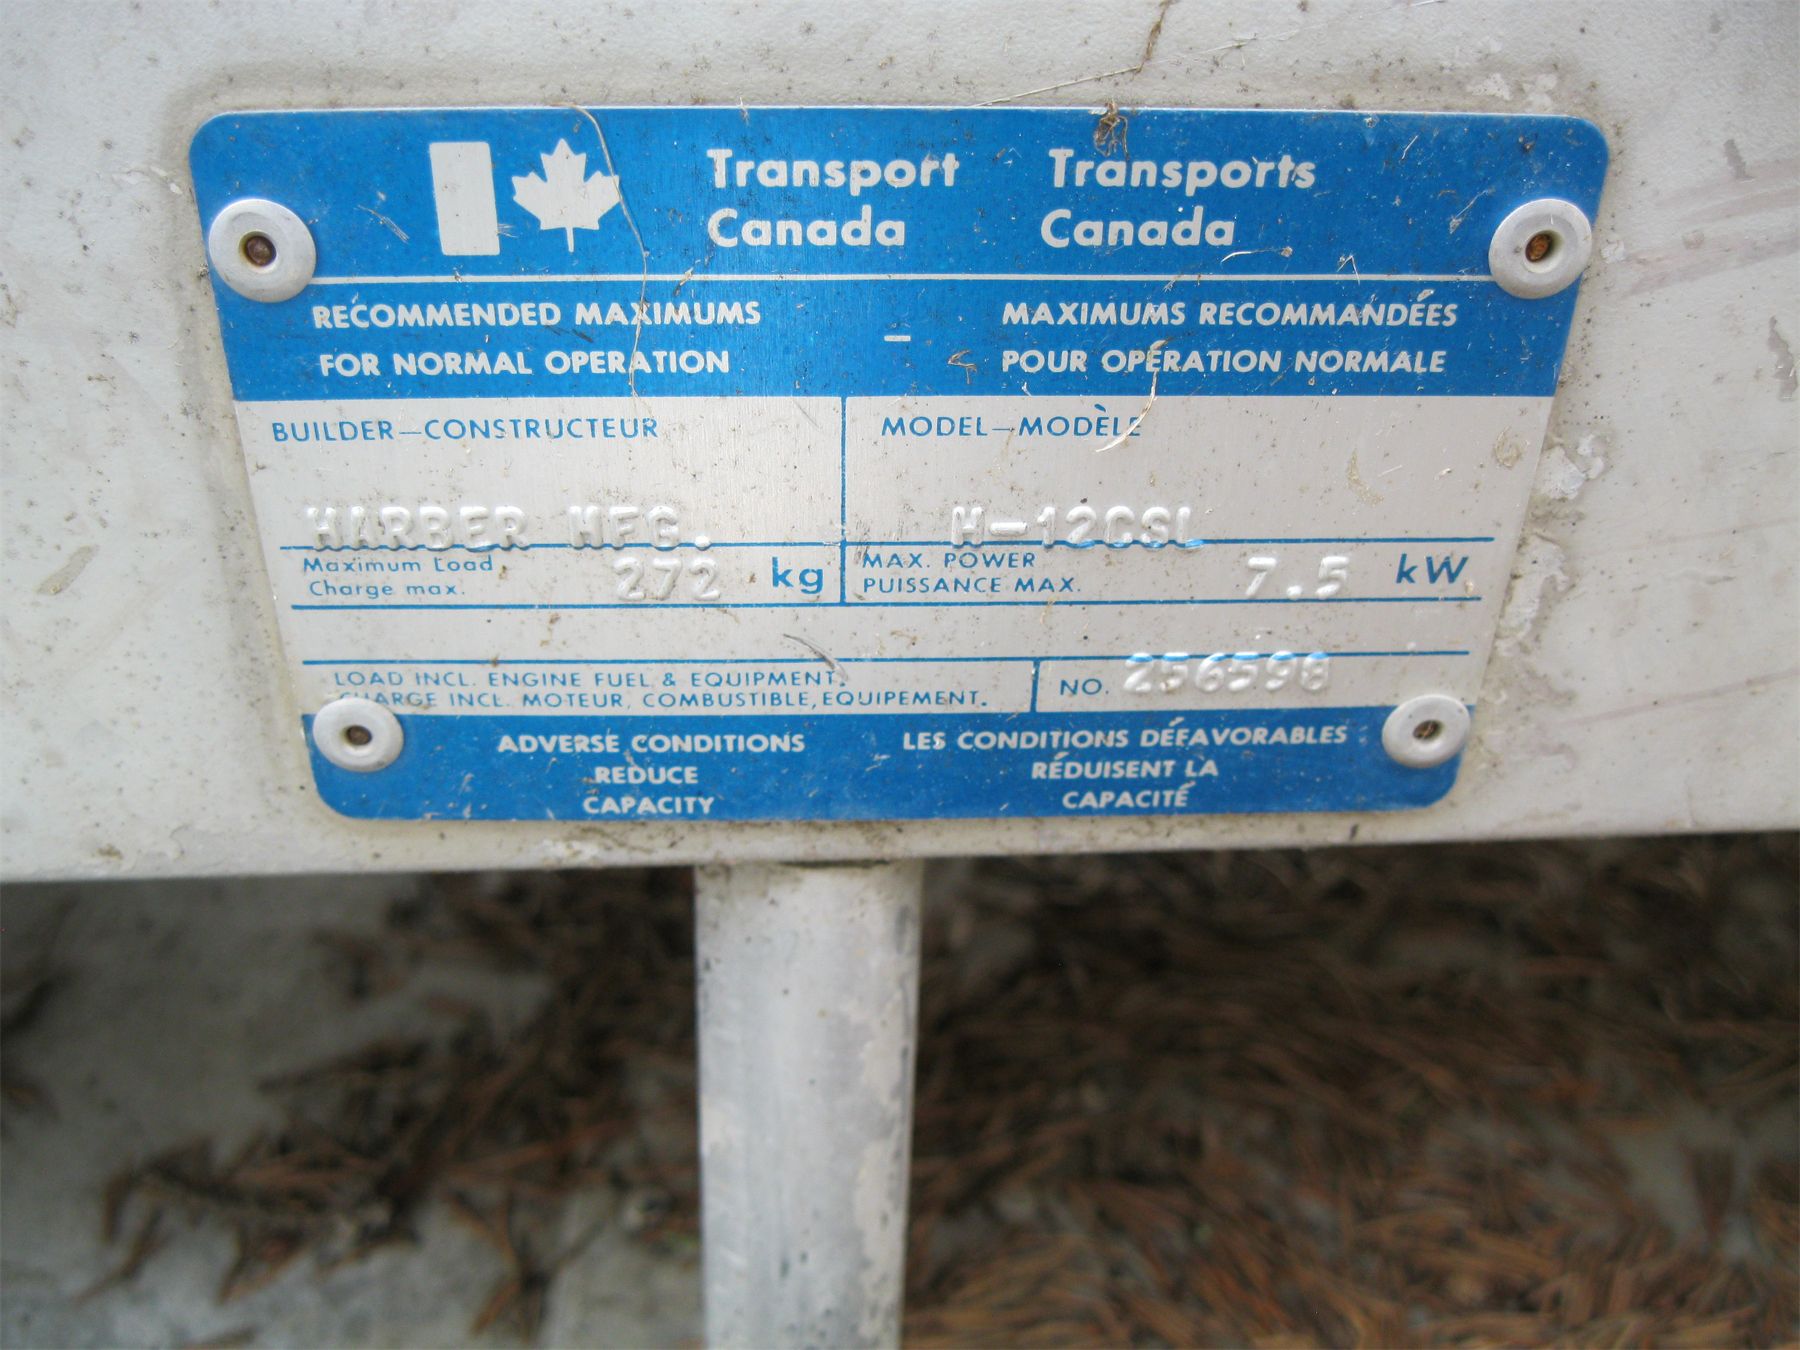 Transport Transports
Canada Canada
RECOMMENDED MAXIMUMS – MAXIMUMS RECOMMANDÉES
FOR NORMAL OPERATION POUR OPÉRATION NORMALE
BUILDER—CONSTRUCTEUR MODEL—MODÈLE
HARBER MFG. H-12CSL
Maximum Load 272 kg MAX. POWER 7.5 kW
Charge max. PUISSANCE MAX.
LOAD INCL. ENGINE FUEL & EQUIPMENT.
CHARGE INCL. MOTEUR, COMBUSTIBLE, EQUIPEMENT. NO. 256598
ADVERSE CONDITIONS LES CONDITIONS DÉFAVORABLES
REDUCE RÉDUISENT LA
CAPACITY CAPACITÉ